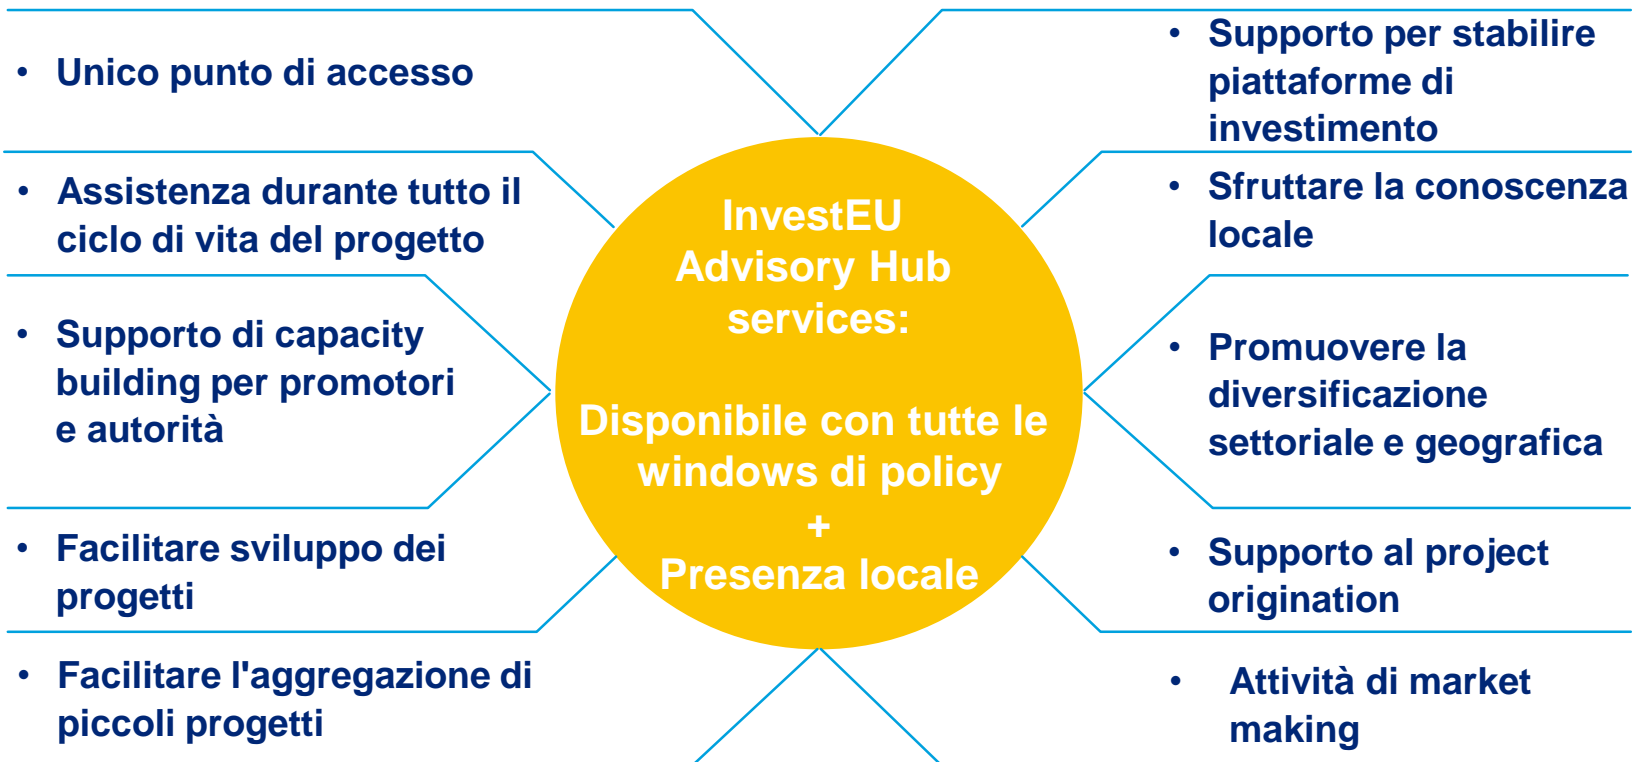 • Unico punto di accesso
• Assistenza durante tutto il
ciclo di vita del progetto
• Supporto di capacity
building per promotori
e autorità
• Facilitare sviluppo dei
progetti
• Facilitare l'aggregazione di
piccoli progetti
InvestEU
Advisory Hub
services:
Disponibile con tutte le
windows di policy
+
Presenza locale
• Supporto per stabilire
piattaforme di
investimento
• Sfruttare la conoscenza
locale
• Promuovere la
diversificazione
settoriale e geografica
• Supporto al project
origination
• Attività di market
making